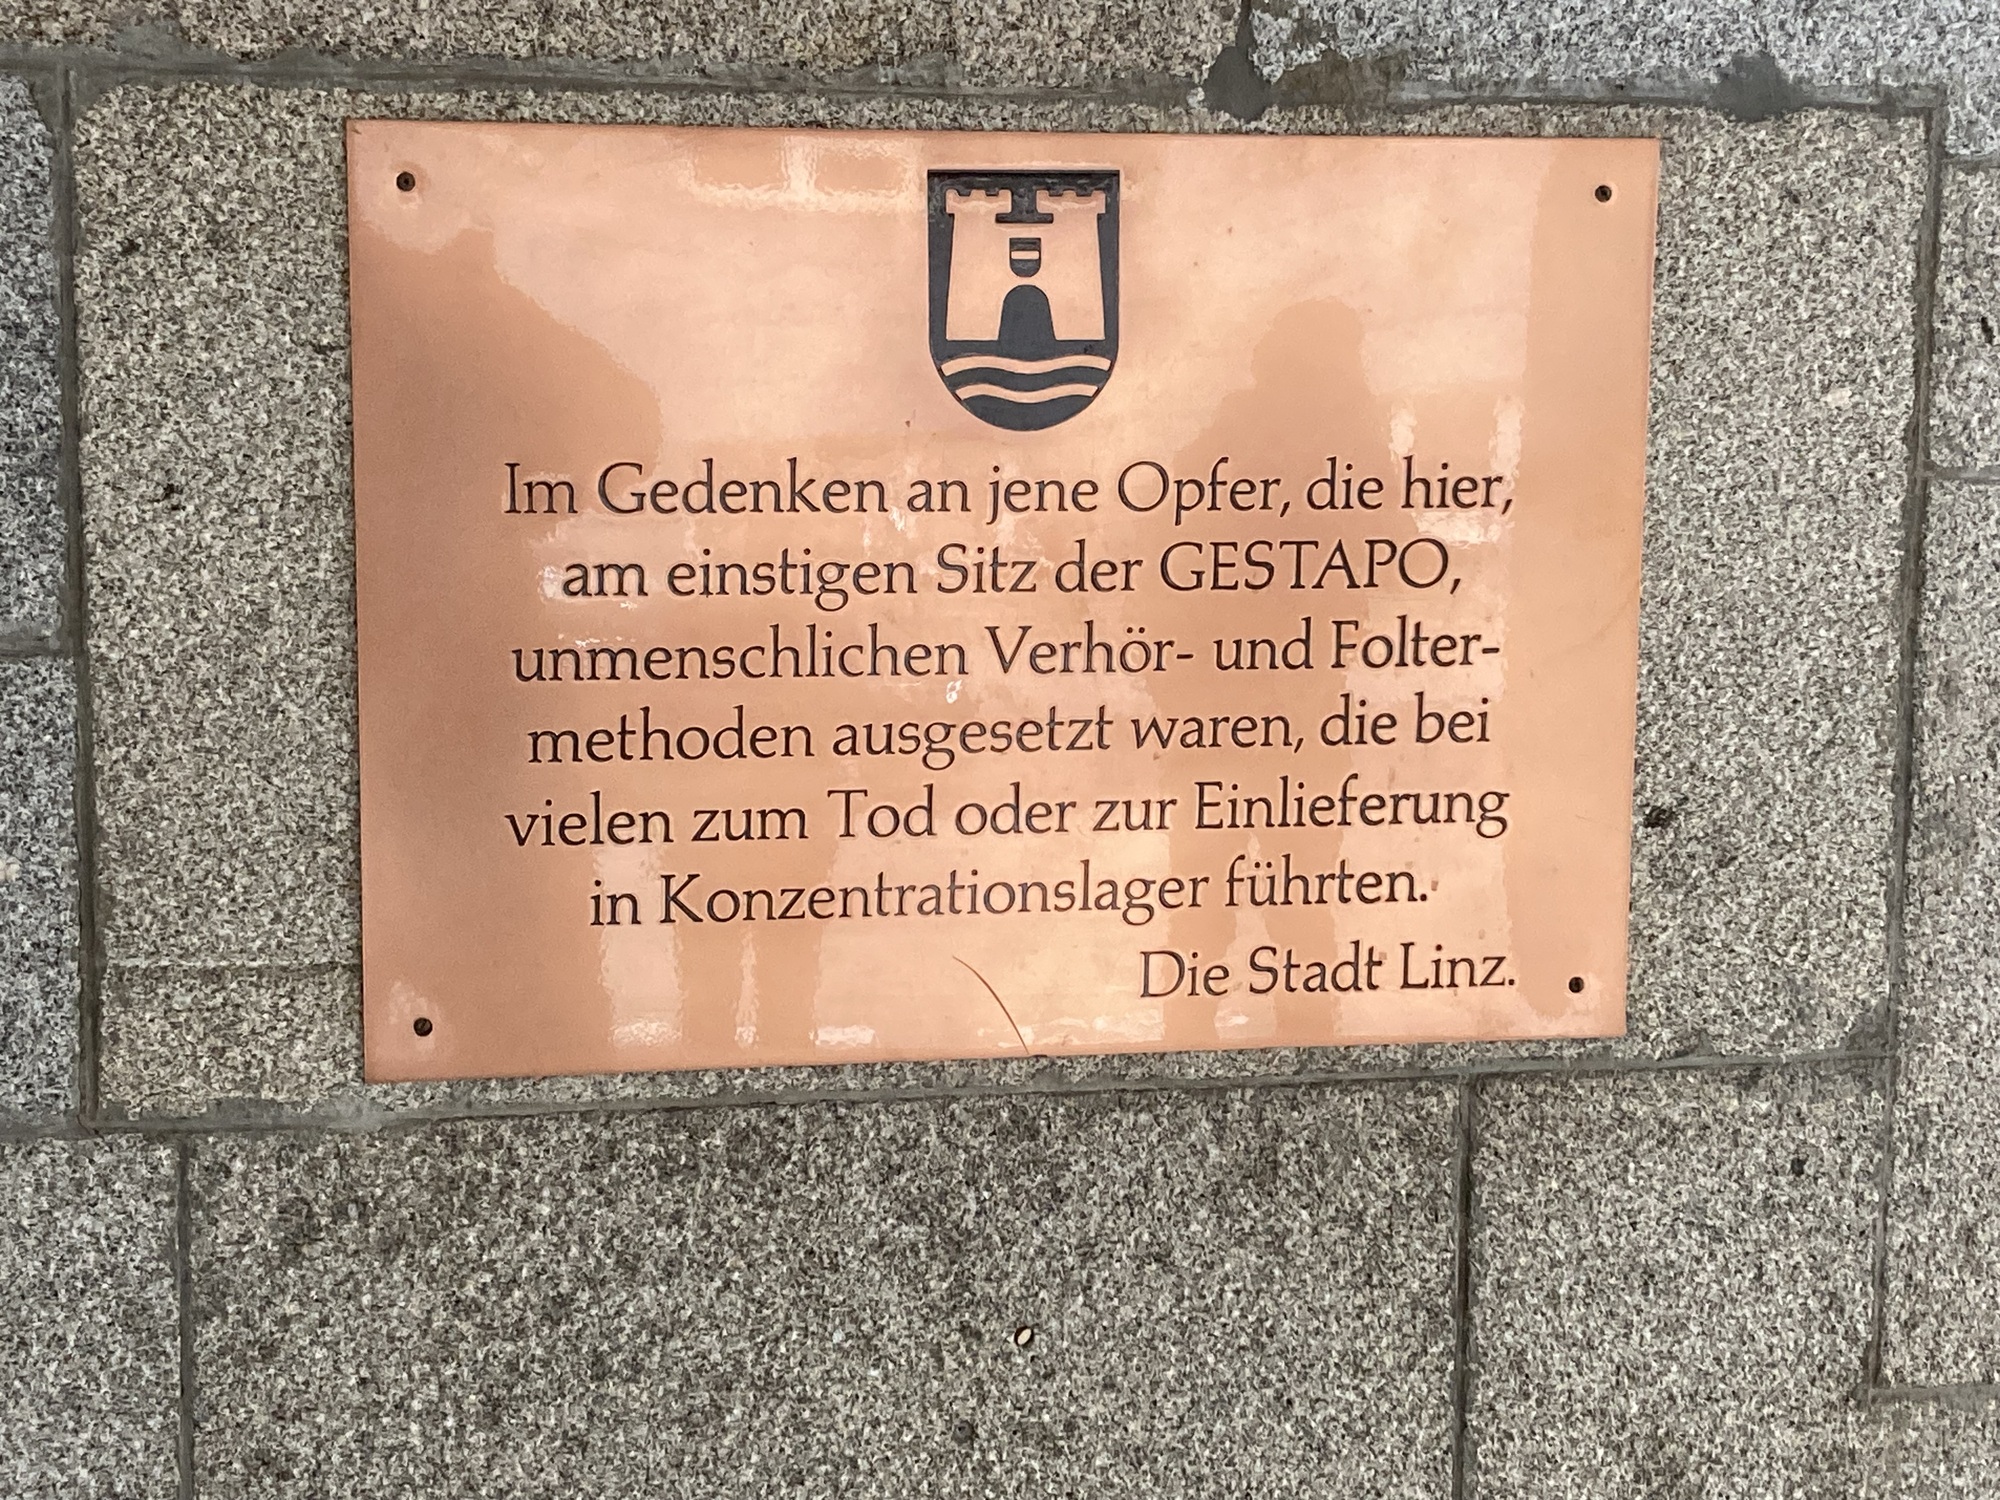 Im Gedenken an jene Opfer, die hier,
am einstigen Sitz der GESTAPO,
unmenschlichen Verhör- und Folter-
methoden ausgesetzt waren, die bei
vielen zum Tod oder zur Einlieferung
in Konzentrationslager führten.
Die Stadt Linz.